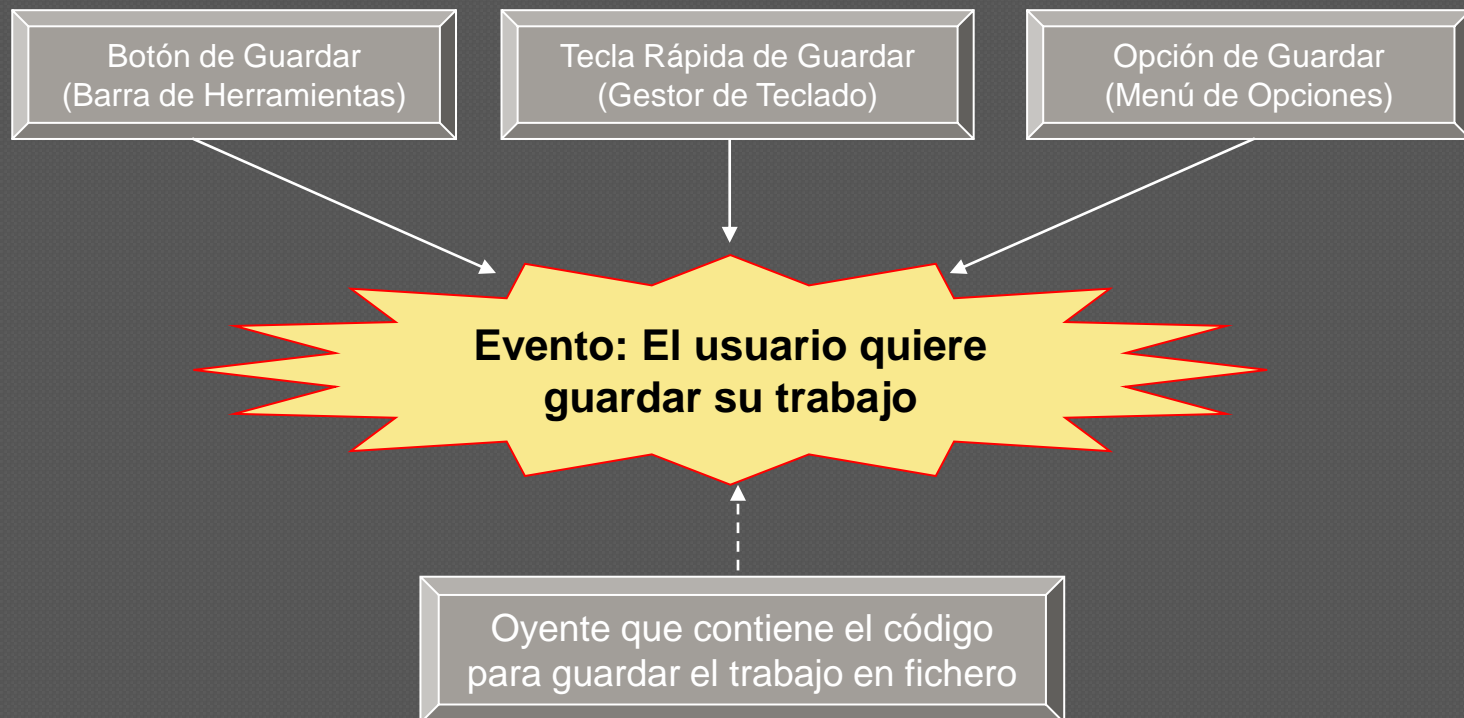 Botón de Guardar
(Barra de Herramientas)
Tecla Rápida de Guardar
(Gestor de Teclado)
Opción de Guardar
(Menú de Opciones)
Evento: El usuario quiere
guardar su trabajo
Oyente que contiene el código
para guardar el trabajo en fichero